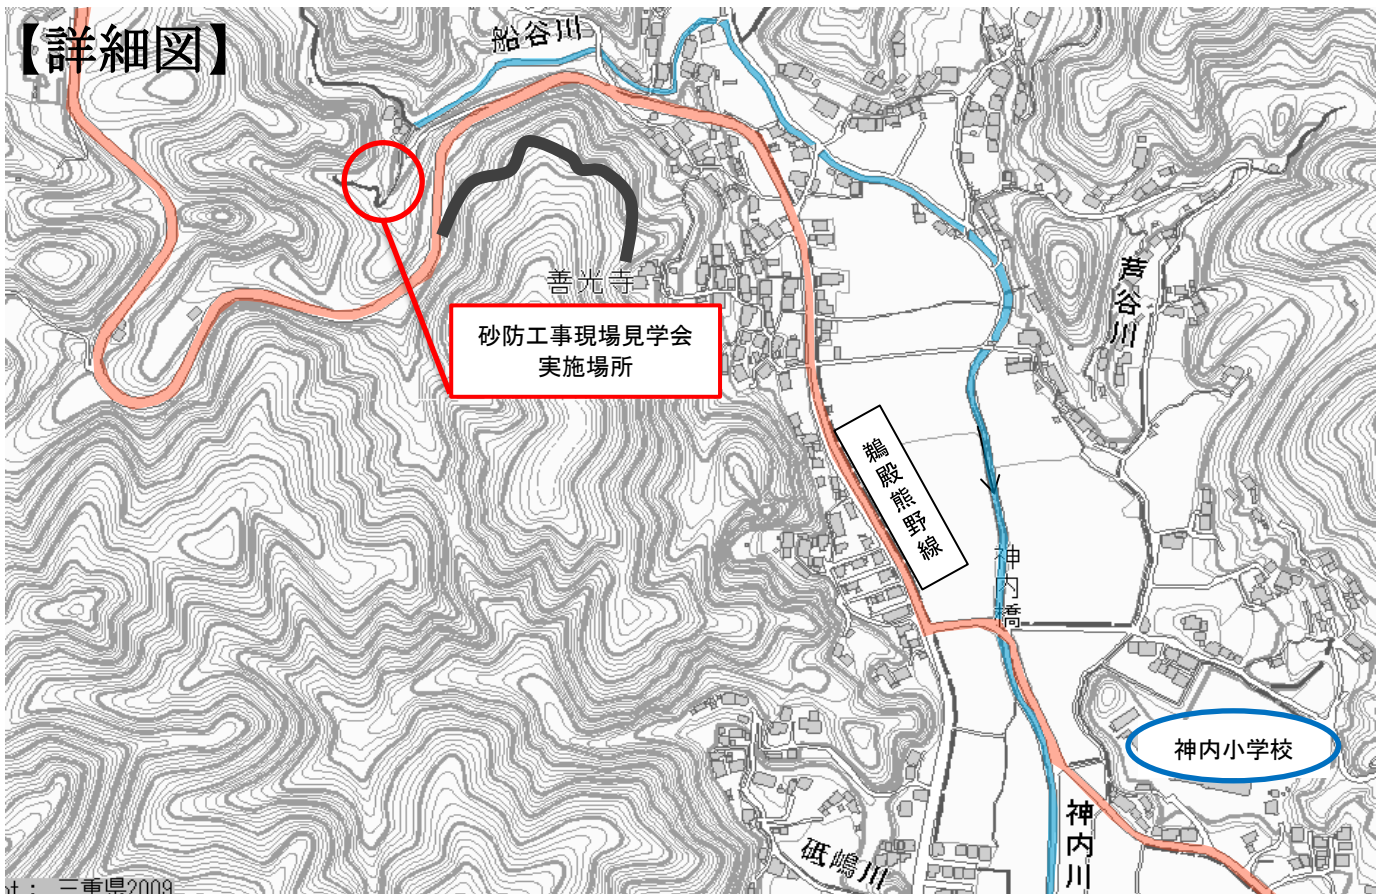 【詳細図】
船谷川
善光寺
砂防工事現場見学会
実施場所
芦谷川
鵜殿熊野線
神内橋
神内小学校
神内川
砥嶋川
ot： 三重県2009